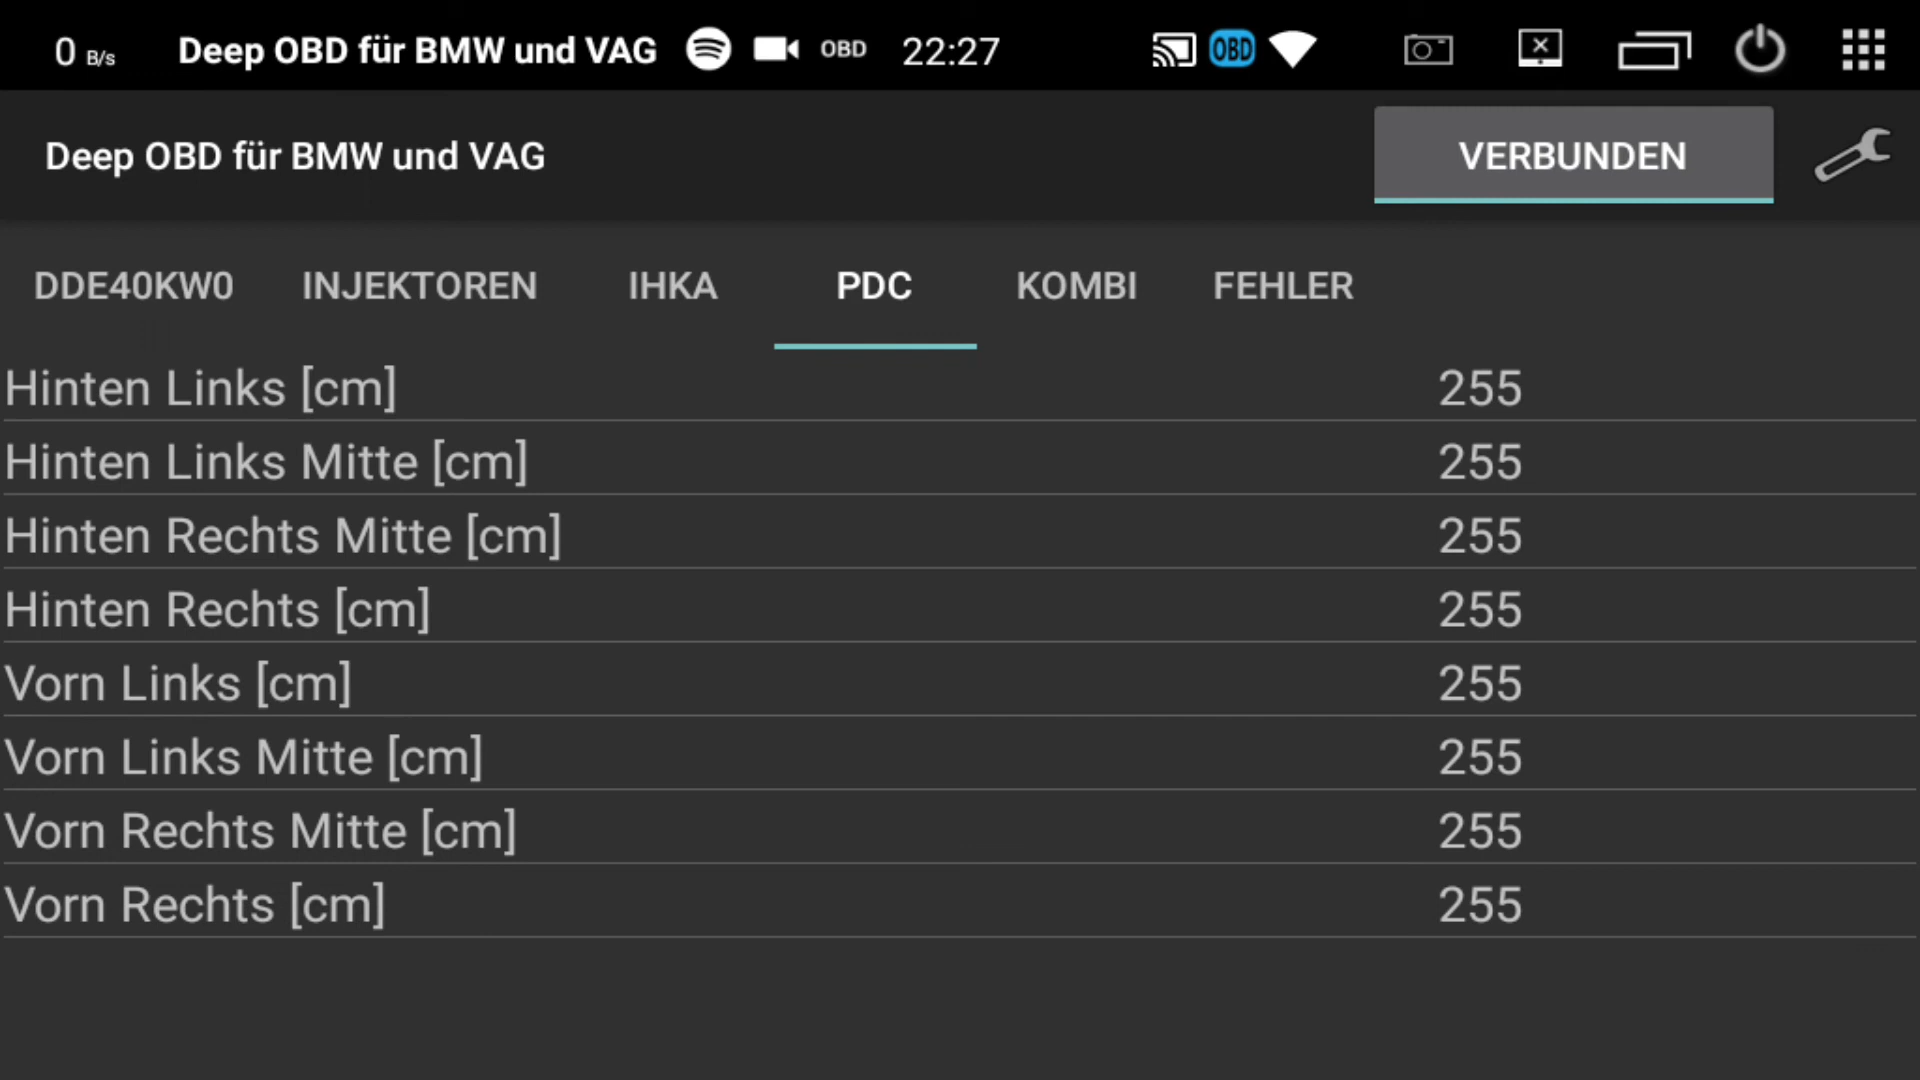 0 B/s Deep OBD für BMW und VAG OBD 22:27 OBD
Deep OBD für BMW und VAG VERBUNDEN
DDE40KW0 INJEKTOREN IHKA PDC KOMBI FEHLER
Hinten Links [cm] 255
Hinten Links Mitte [cm] 255
Hinten Rechts Mitte [cm] 255
Hinten Rechts [cm] 255
Vorn Links [cm] 255
Vorn Links Mitte [cm] 255
Vorn Rechts Mitte [cm] 255
Vorn Rechts [cm] 255